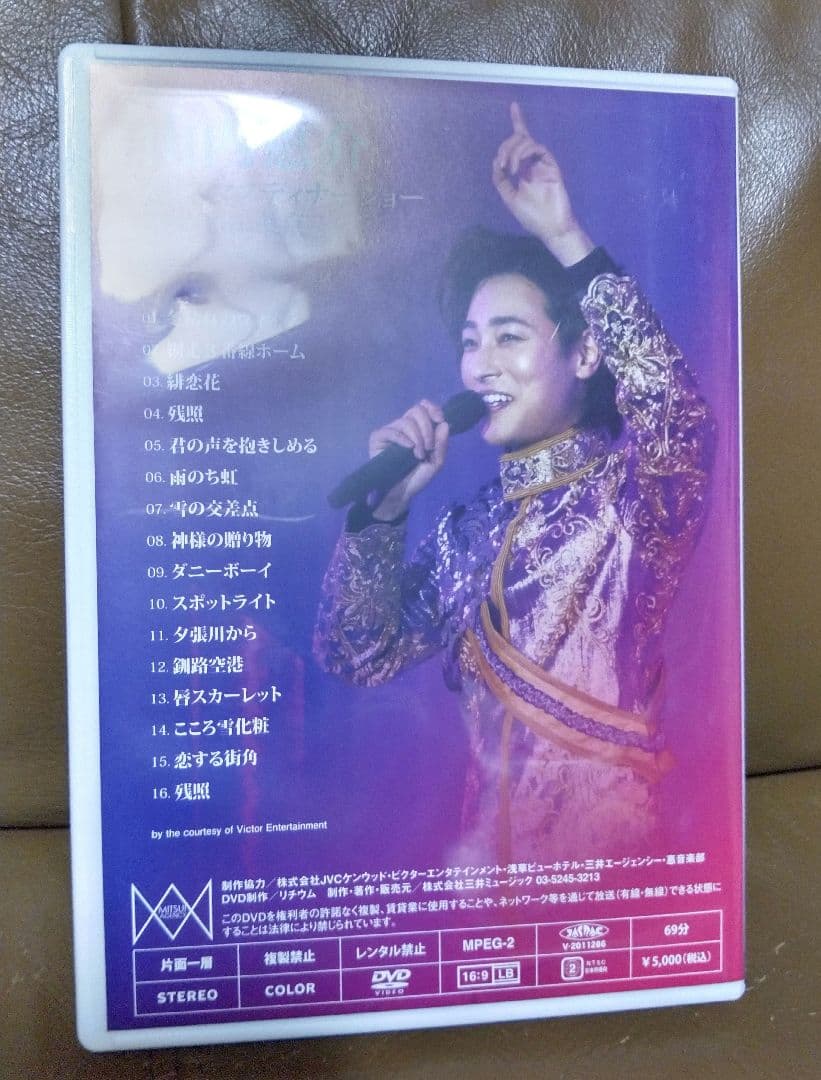 ディナーショー
番線ホーム
03. 緋恋花
04. 残照
05. 君の声を抱きしめる
06. 雨のち虹
07. 雪の交差点
08. 神様の贈り物
09. ダニーボーイ
10. スポットライト
11. 夕張川から
12. 釧路空港
13. 唇スカーレット
14. こころ雪化粧
15. 恋する街角
16. 残照
by the courtesy of Victor Entertainment
MITSUI
制作協力／株式会社JVCケンウッド・ビクターエンタテインメント・浅草ビューホテル・三井エージェンシー・惠音楽部
DVD制作／リチウム 制作・著作・販売元／株式会社三井ミュージック 03-5245-3213
このDVDを権利者の許諾なく複製、賃貸業に使用することや、ネットワーク等を通じて放送(有線・無線)できる状態に
することは法律により禁じられています。
片面一層 複製禁止 レンタル禁止 MPEG-2 V-2011286 69分
STEREO COLOR DVD VIDEO 16:9 LB 2 NTSC 日本市場向 ¥5,000(税込)